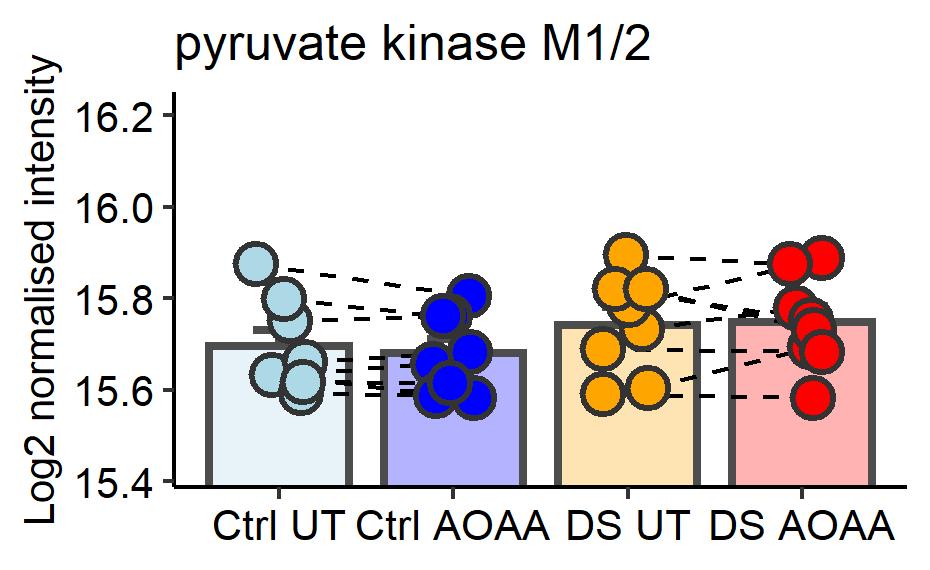 pyruvate kinase M1/2
Log2 normalised intensity
16.2
16.0
15.8
15.6
15.4
Ctrl UT Ctrl AOAA DS UT DS AOAA